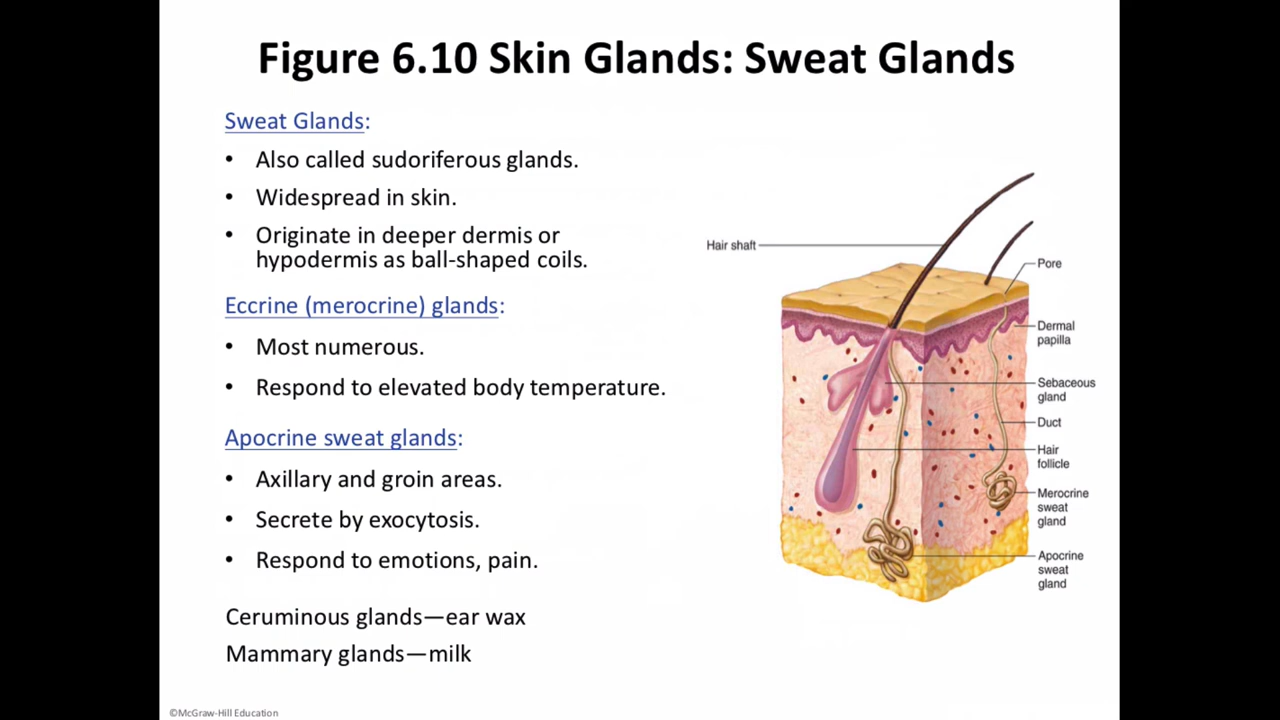 Figure 6.10 Skin Glands: Sweat Glands
Sweat Glands:
• Also called sudoriferous glands.
• Widespread in skin.
• Originate in deeper dermis or
hypodermis as ball-shaped coils.
Eccrine (merocrine) glands:
• Most numerous.
• Respond to elevated body temperature.
Apocrine sweat glands:
• Axillary and groin areas.
• Secrete by exocytosis.
• Respond to emotions, pain.
Ceruminous glands—ear wax
Mammary glands—milk
Hair shaft
Pore
Dermal
papilla
Sebaceous
gland
Duct
Hair
follicle
Merocrine
sweat
gland
Apocrine
sweat
gland
©McGraw-Hill Education